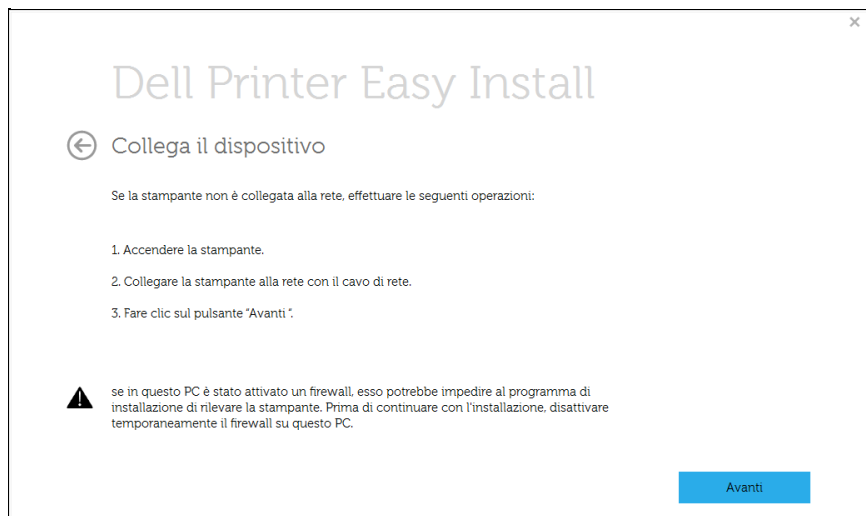 Dell Printer Easy Install
Collega il dispositivo
Se la stampante non è collegata alla rete, effettuare le seguenti operazioni:
1. Accendere la stampante.
2. Collegare la stampante alla rete con il cavo di rete.
3. Fare clic sul pulsante “Avanti “.
se in questo PC è stato attivato un firewall, esso potrebbe impedire al programma di
installazione di rilevare la stampante. Prima di continuare con l'installazione, disattivare
temporaneamente il firewall su questo PC.
Avanti